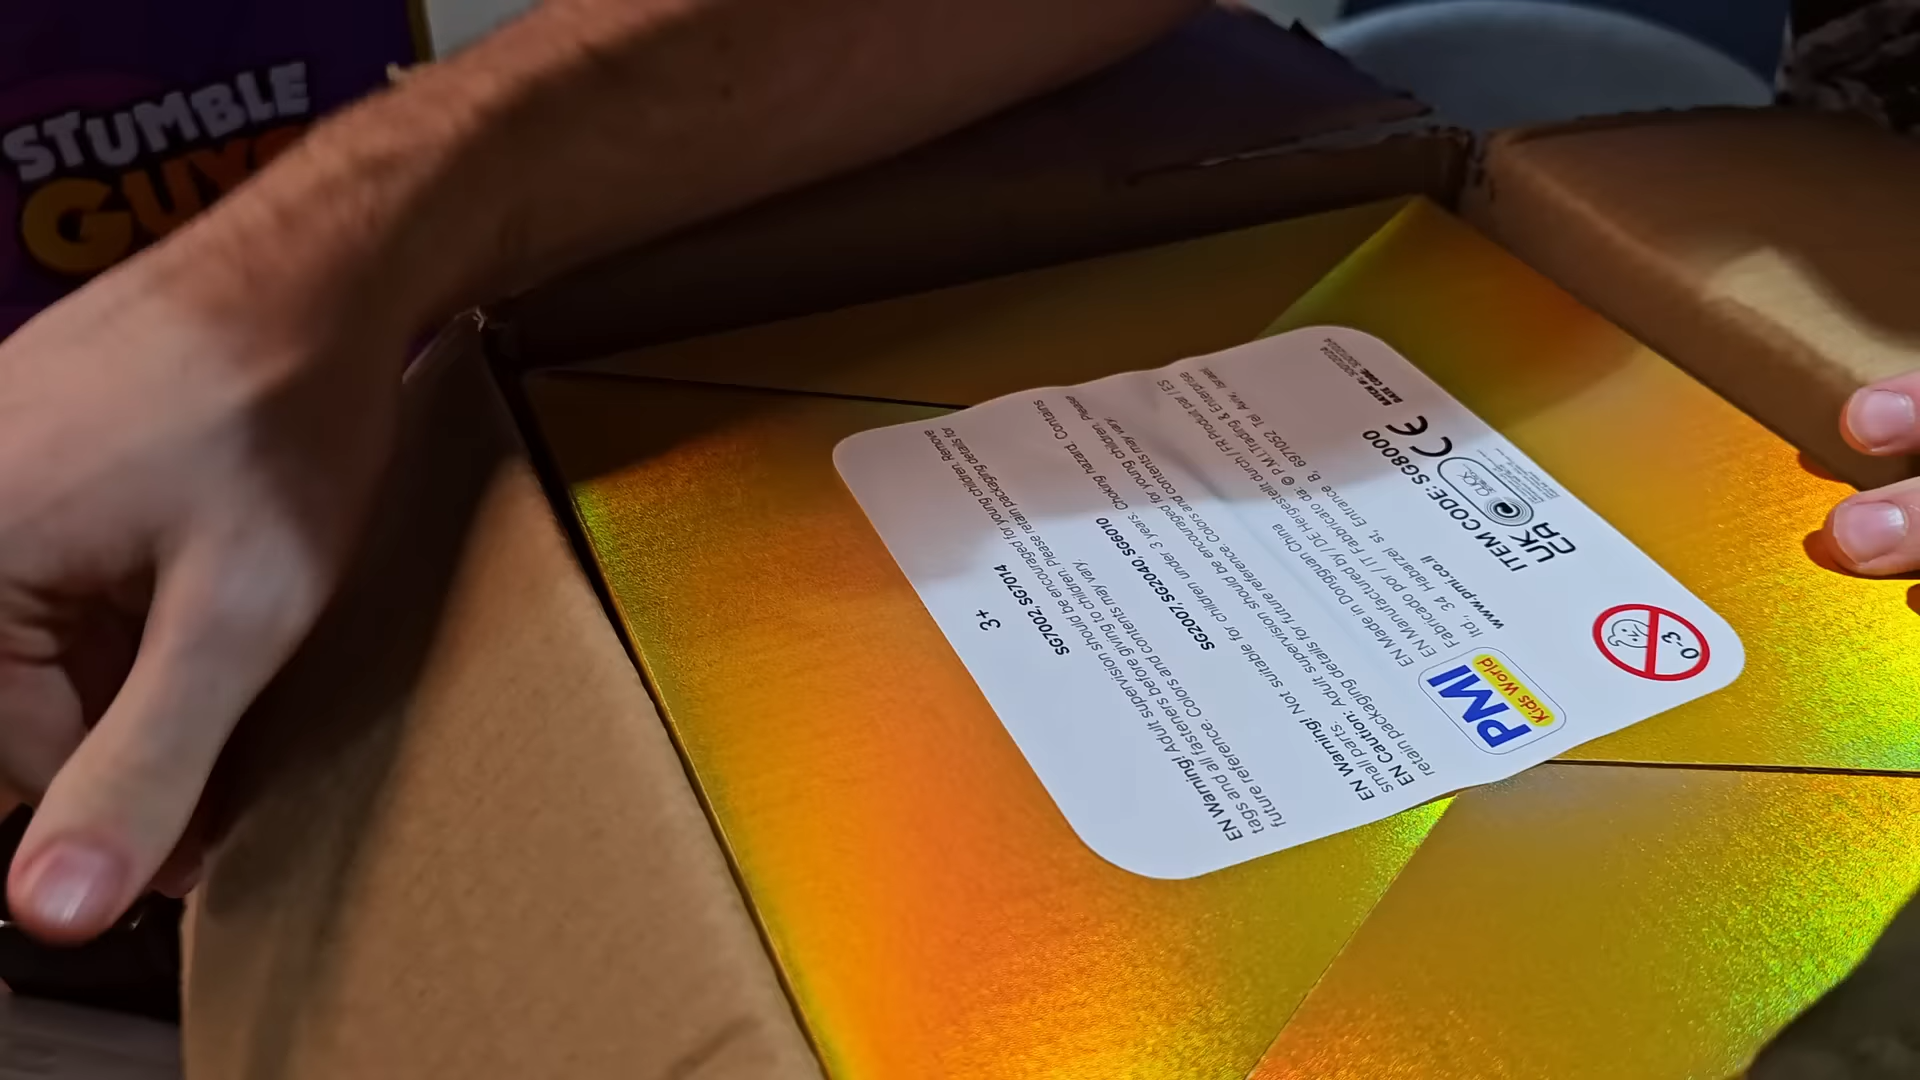 STUMBLE
GUYS
3+
SG7002, SG7014
EN Warning! Adult supervision should be encouraged for young children. Remove
tags and all fasteners before giving to children. Please retain packaging details for
future reference. Colors and contents may vary.
SG2007, SG2040, SG6010
EN Warning! Not suitable for children under 3 years. Choking hazard. Contains
small parts.
EN Caution: Adult supervision should be encouraged for young children. Please
retain packaging details for future reference. Colors and contents may vary.
PMI
Kids World
EN Made in Dongguan China
EN Manufactured by / DE Hergestellt durch / FR Produit par / ES
Fabricado por / IT Fabbricato da: © P.M.I. Trading & Enterprise
ltd, 34 Habarzel st, Entrance B, 6971052 Tel Aviv, Israel
www.pmi.co.il
ITEM CODE: SG8000
UK
CA
CE
0-3